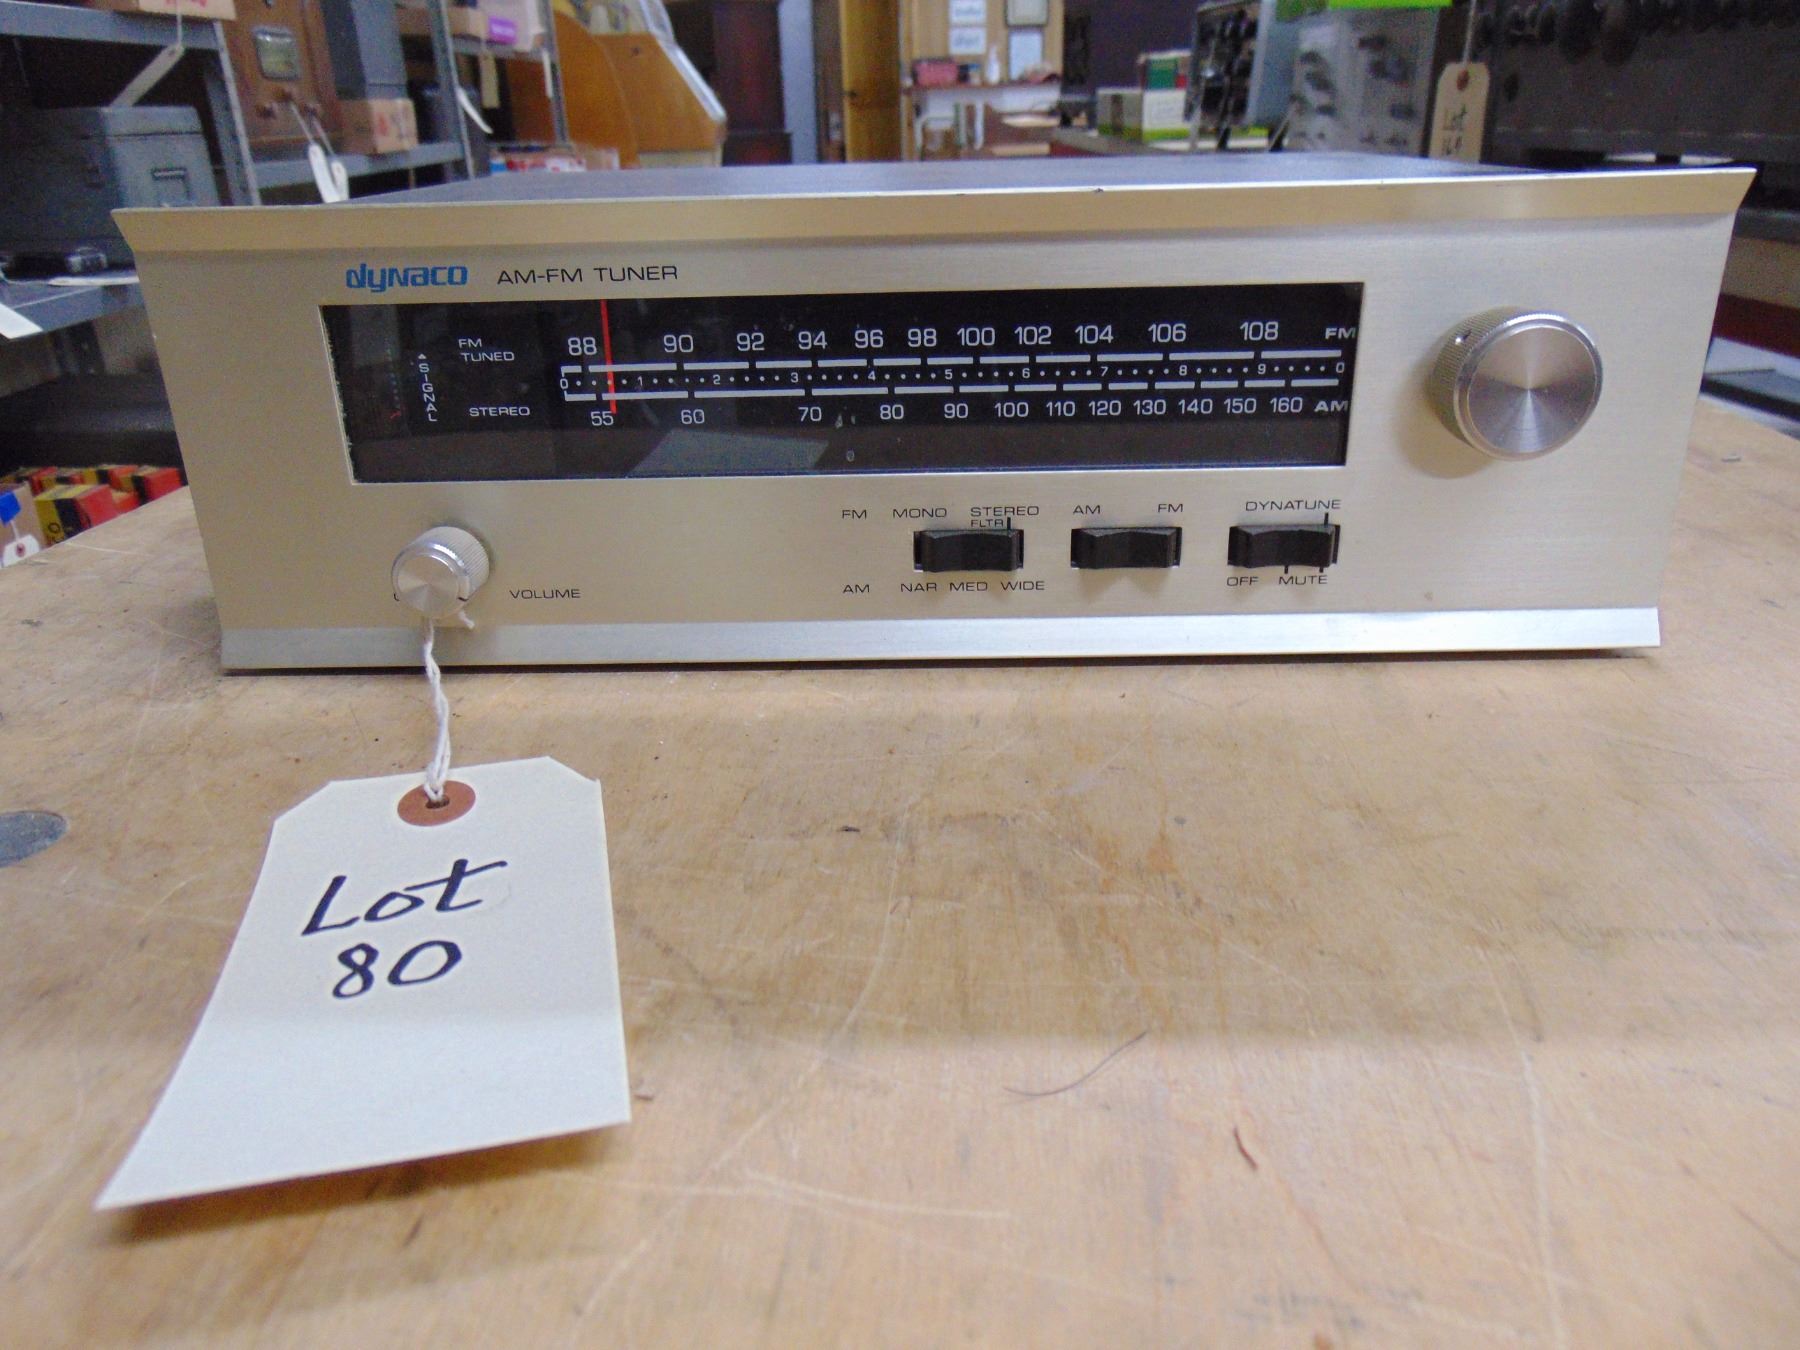 dynaco AM-FM TUNER
FM TUNED
88 90 92 94 96 98 100 102 104 106 108 FM
SIGNAL
0 1 2 3 4 5 6 7 8 9 0
STEREO
55 60 70 80 90 100 110 120 130 140 150 160 AM
FM MONO STEREO
FLTR
AM FM
DYNATUNE
VOLUME
AM NAR MED WIDE
OFF MUTE
Lot
80
Lot